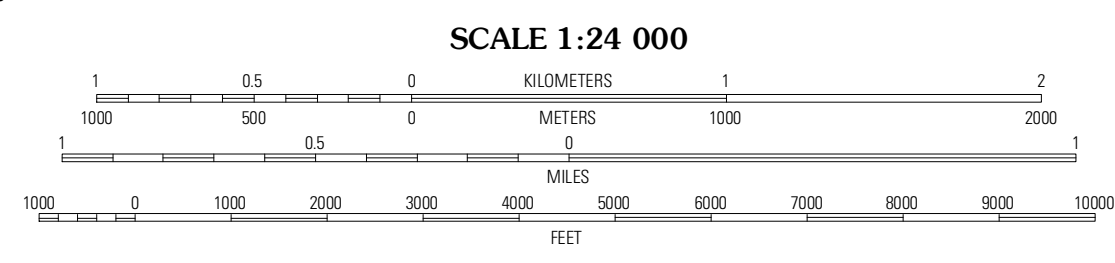 SCALE 1:24 000
1 0.5 0 KILOMETERS 1 2
1000 500 0 METERS 1000 2000
1 0.5 0 1
MILES
1000 0 1000 2000 3000 4000 5000 6000 7000 8000 9000 10000
FEET